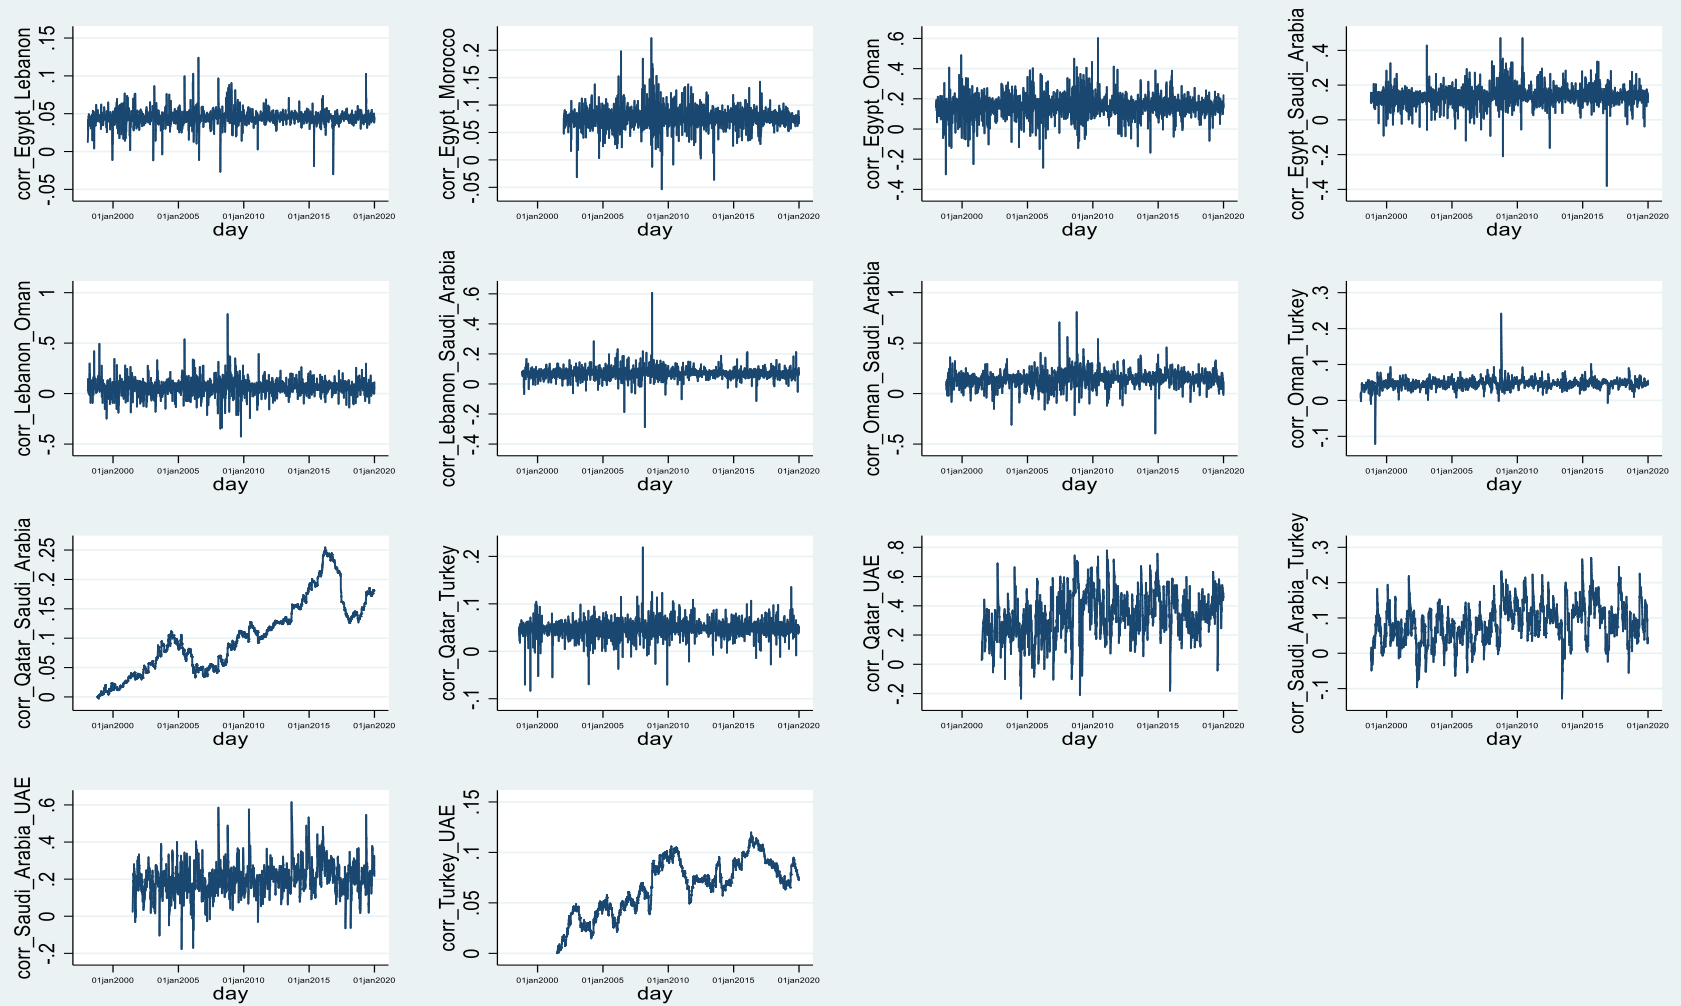 corr_Egypt_Lebanon
.15
.1
.05
0
-.05
01jan2000 01jan2005 01jan2010 01jan2015 01jan2020
day
corr_Egypt_Morocco
.2
.15
.1
.05
0
-.05
01jan2000 01jan2005 01jan2010 01jan2015 01jan2020
day
corr_Egypt_Oman
.6
.4
.2
0
-.2
-.4
01jan2000 01jan2005 01jan2010 01jan2015 01jan2020
day
corr_Egypt_Saudi_Arabia
.4
.2
0
-.2
-.4
01jan2000 01jan2005 01jan2010 01jan2015 01jan2020
day
corr_Lebanon_Oman
1
.5
0
-.5
01jan2000 01jan2005 01jan2010 01jan2015 01jan2020
day
corr_Lebanon_Saudi_Arabia
.6
.4
.2
0
-.2
-.4
01jan2000 01jan2005 01jan2010 01jan2015 01jan2020
day
corr_Oman_Saudi_Arabia
1
.5
0
-.5
01jan2000 01jan2005 01jan2010 01jan2015 01jan2020
day
corr_Oman_Turkey
.3
.2
.1
0
-.1
01jan2000 01jan2005 01jan2010 01jan2015 01jan2020
day
corr_Qatar_Saudi_Arabia
.25
.2
.15
.1
.05
0
01jan2000 01jan2005 01jan2010 01jan2015 01jan2020
day
corr_Qatar_Turkey
.2
.1
0
-.1
01jan2000 01jan2005 01jan2010 01jan2015 01jan2020
day
corr_Qatar_UAE
.8
.6
.4
.2
0
-.2
01jan2000 01jan2005 01jan2010 01jan2015 01jan2020
day
corr_Saudi_Arabia_Turkey
.3
.2
.1
0
-.1
01jan2000 01jan2005 01jan2010 01jan2015 01jan2020
day
corr_Saudi_Arabia_UAE
.6
.4
.2
0
-.2
01jan2000 01jan2005 01jan2010 01jan2015 01jan2020
day
corr_Turkey_UAE
.15
.1
.05
0
01jan2000 01jan2005 01jan2010 01jan2015 01jan2020
day